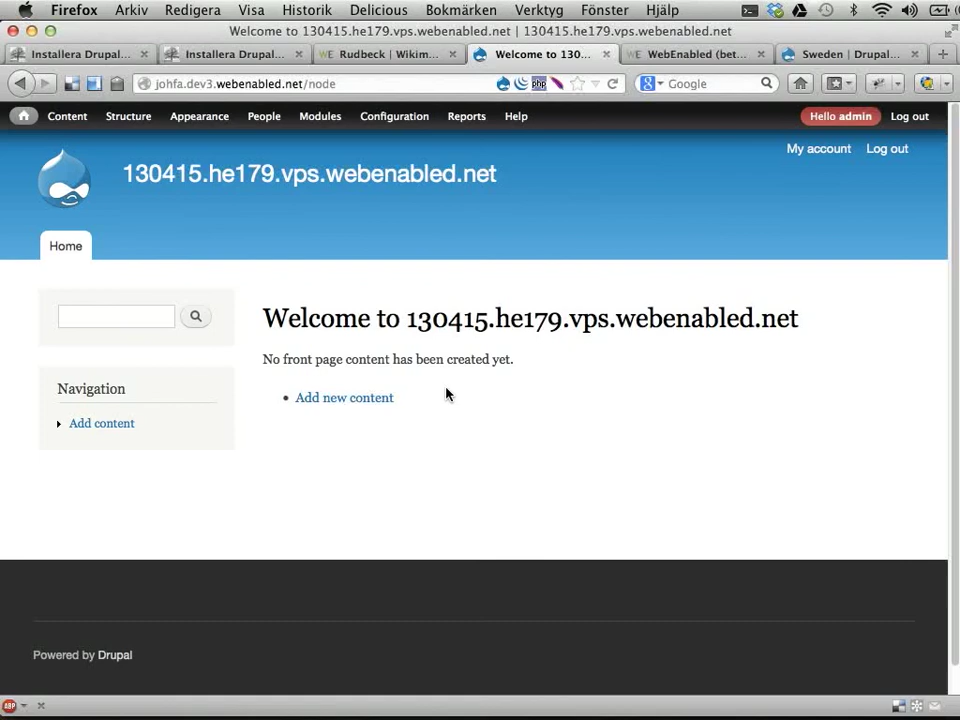 Firefox Arkiv Redigera Visa Historik Delicious Bokmärken Verktyg Fönster Hjälp
Welcome to 130415.he179.vps.webenabled.net | 130415.he179.vps.webenabled.net
Installera Drupal... Installera Drupal... WE Rudbeck | Wikim... Welcome to 130... WE WebEnabled (bet... Sweden | Drupal...
johfa.dev3.webenabled.net/node php Google
Content Structure Appearance People Modules Configuration Reports Help Hello admin Log out
My account Log out
130415.he179.vps.webenabled.net
Home
Welcome to 130415.he179.vps.webenabled.net
No front page content has been created yet.
Navigation
Add new content
Add content
Powered by Drupal
ABP